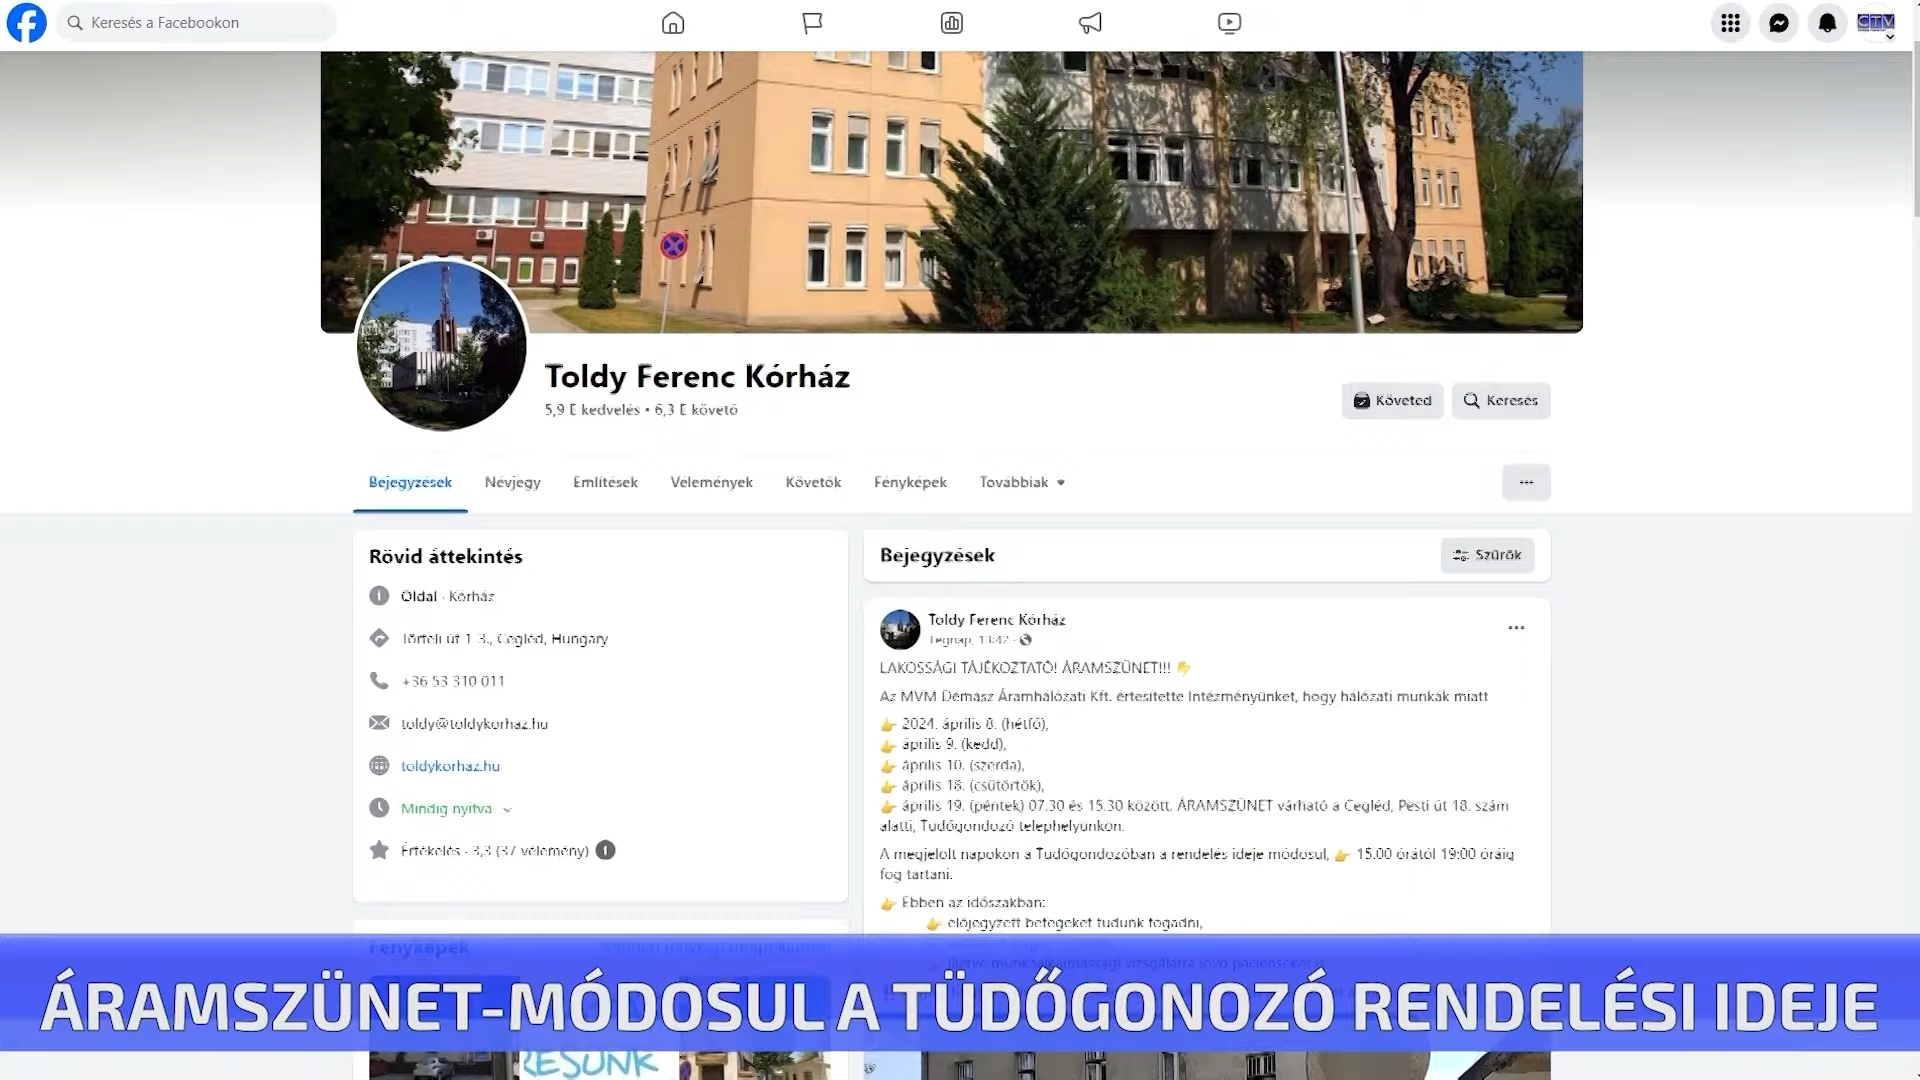 Keresés a Facebookon
CTV
Toldy Ferenc Kórház
5,9 E kedvelés • 6,3 E követő
Követed
Keresés
Bejegyzések
Névjegy
Említések
Vélemények
Követők
Fényképek
Továbbiak
Rövid áttekintés
Oldal · Kórház
Törteli út 1-3., Cegléd, Hungary
+36 53 310 011
toldy@toldykorhaz.hu
toldykorhaz.hu
Mindig nyitva
Értékelés · 3,3 (37 vélemény)
Fényképek
Bejegyzések
Szűrők
Toldy Ferenc Kórház
Tegnap, 13:42 ·
LAKOSSÁGI TÁJÉKOZTATÓ! ÁRAMSZÜNET!!! 👇
Az MVM Démász Áramhálózati Kft. értesítette Intézményünket, hogy hálózati munkák miatt
👉 2024. április 8. (hétfő),
👉 április 9. (kedd),
👉 április 10. (szerda),
👉 április 18. (csütörtök),
👉 április 19. (péntek) 07.30 és 15.30 között. ÁRAMSZÜNET várható a Cegléd, Pesti út 18. szám
alatti, Tüdőgondozó telephelyünkön.
A megjelölt napokon a Tüdőgondozóban a rendelés ideje módosul, 👉 15.00 órától 19:00 óráig
fog tartani.
👉 Ebben az időszakban:
👉 előjegyzett betegeket tudunk fogadni,
ÁRAMSZÜNET-MÓDOSUL A TÜDŐGONOZÓ RENDELÉSI IDEJE